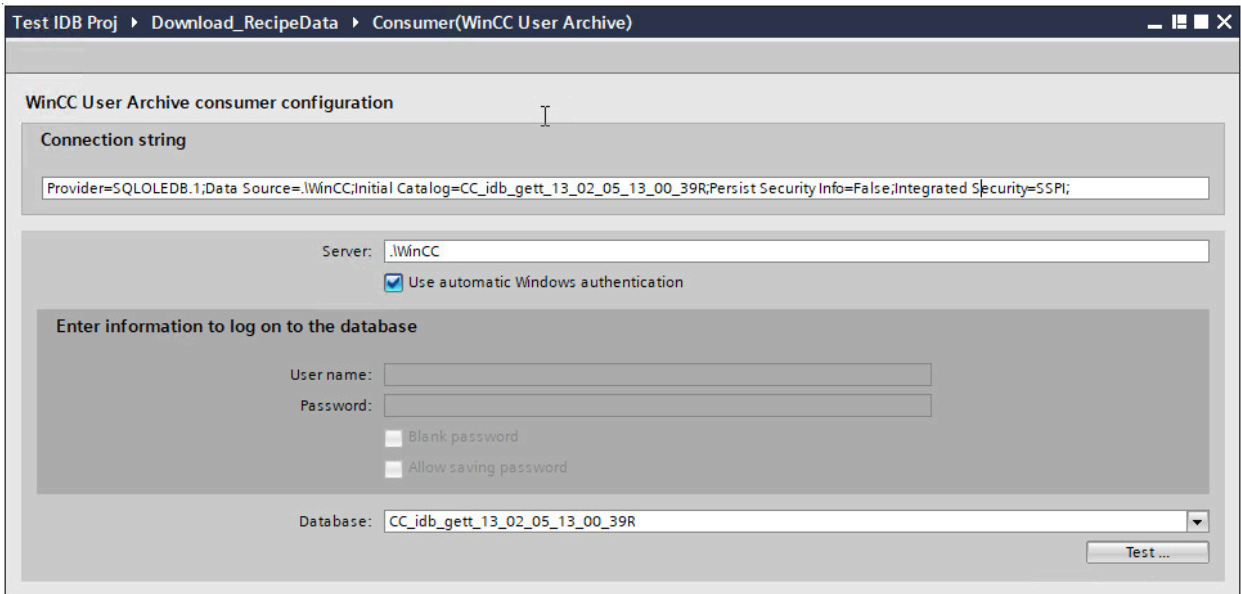 Test IDB Proj ▸ Download_RecipeData ▸ Consumer(WinCC User Archive)
WinCC User Archive consumer configuration
Connection string
Provider=SQLOLEDB.1;Data Source=.\WinCC;Initial Catalog=CC_idb_gett_13_02_05_13_00_39R;Persist Security Info=False;Integrated Security=SSPI;
Server: .\WinCC
Use automatic Windows authentication
Enter information to log on to the database
User name:
Password:
Blank password
Allow saving password
Database: CC_idb_gett_13_02_05_13_00_39R
Test ...